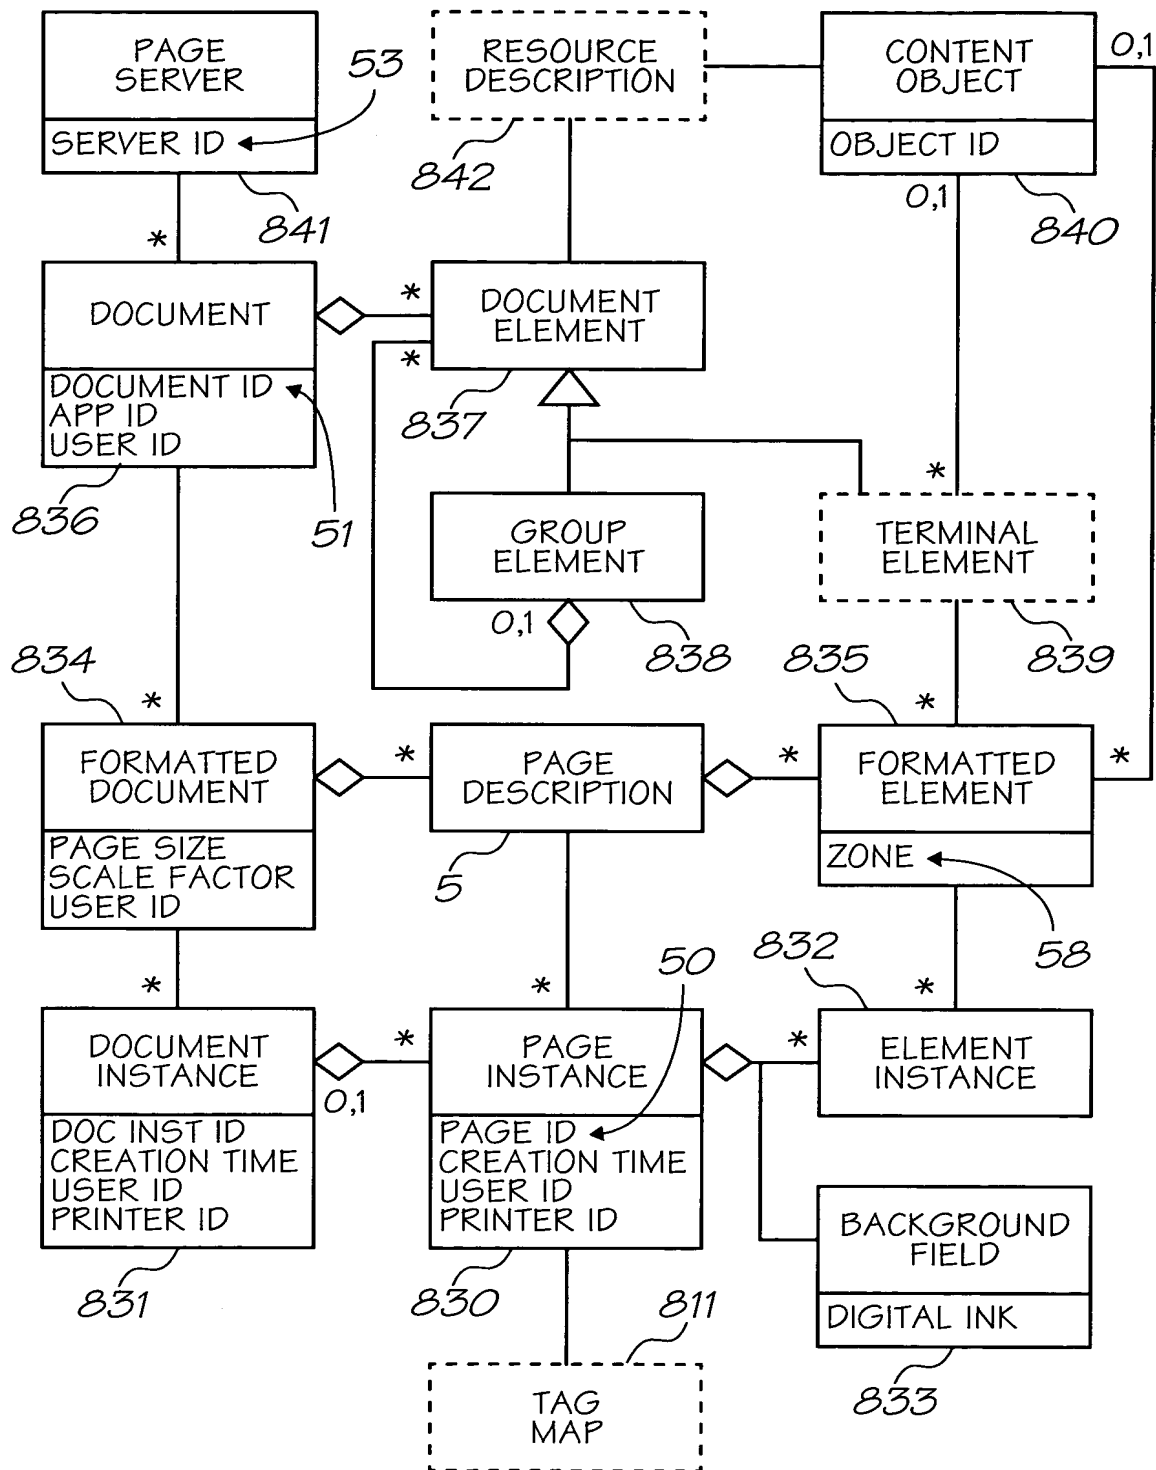 PAGE
SERVER
53
SERVER ID
841
*
RESOURCE
DESCRIPTION
842
CONTENT
OBJECT
0,1
OBJECT ID
0,1
840
DOCUMENT
*
*
DOCUMENT
ELEMENT
837
DOCUMENT ID
APP ID
USER ID
836
51
GROUP
ELEMENT
0,1
838
*
TERMINAL
ELEMENT
839
834
*
FORMATTED
DOCUMENT
*
PAGE SIZE
SCALE FACTOR
USER ID
PAGE
DESCRIPTION
*
5
835
*
FORMATTED
ELEMENT
*
ZONE
58
*
DOCUMENT
INSTANCE
0,1
*
DOC INST ID
CREATION TIME
USER ID
PRINTER ID
831
*
50
PAGE
INSTANCE
*
PAGE ID
CREATION TIME
USER ID
PRINTER ID
830
832
*
ELEMENT
INSTANCE
BACKGROUND
FIELD
DIGITAL INK
833
811
TAG
MAP